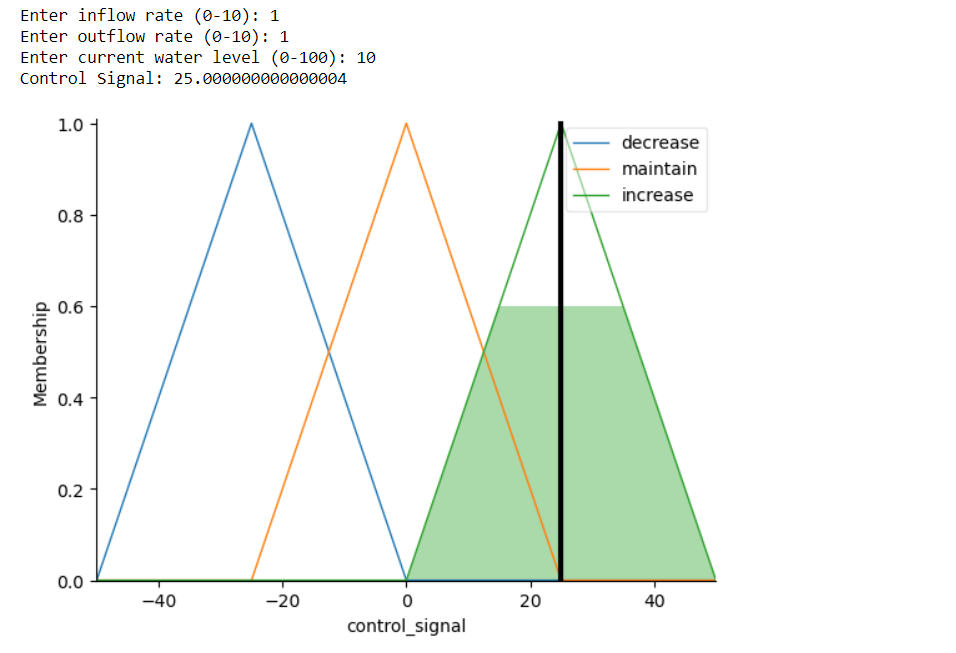 Enter inflow rate (0-10): 1
Enter outflow rate (0-10): 1
Enter current water level (0-100): 10
Control Signal: 25.000000000000004
1.0
decrease
maintain
increase
0.8
0.6
Membership
0.4
0.2
0.0
−40
−20
0
20
40
control_signal